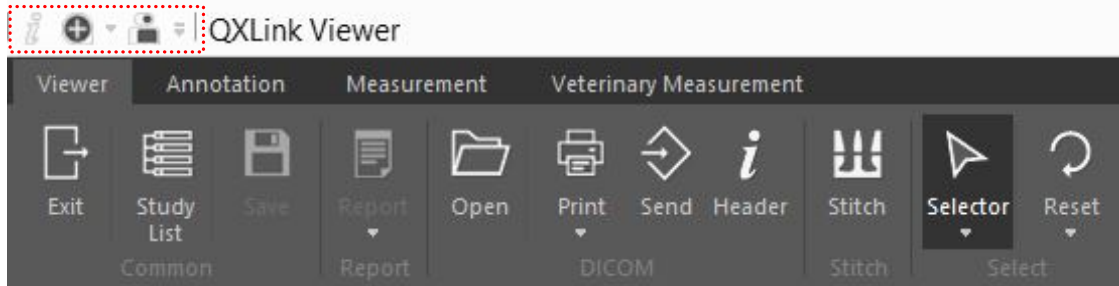 QXLink Viewer
Viewer Annotation Measurement Veterinary Measurement
Exit Study List Save Report Open Print Send Header Stitch Selector Reset
Common Report DICOM Stitch Select